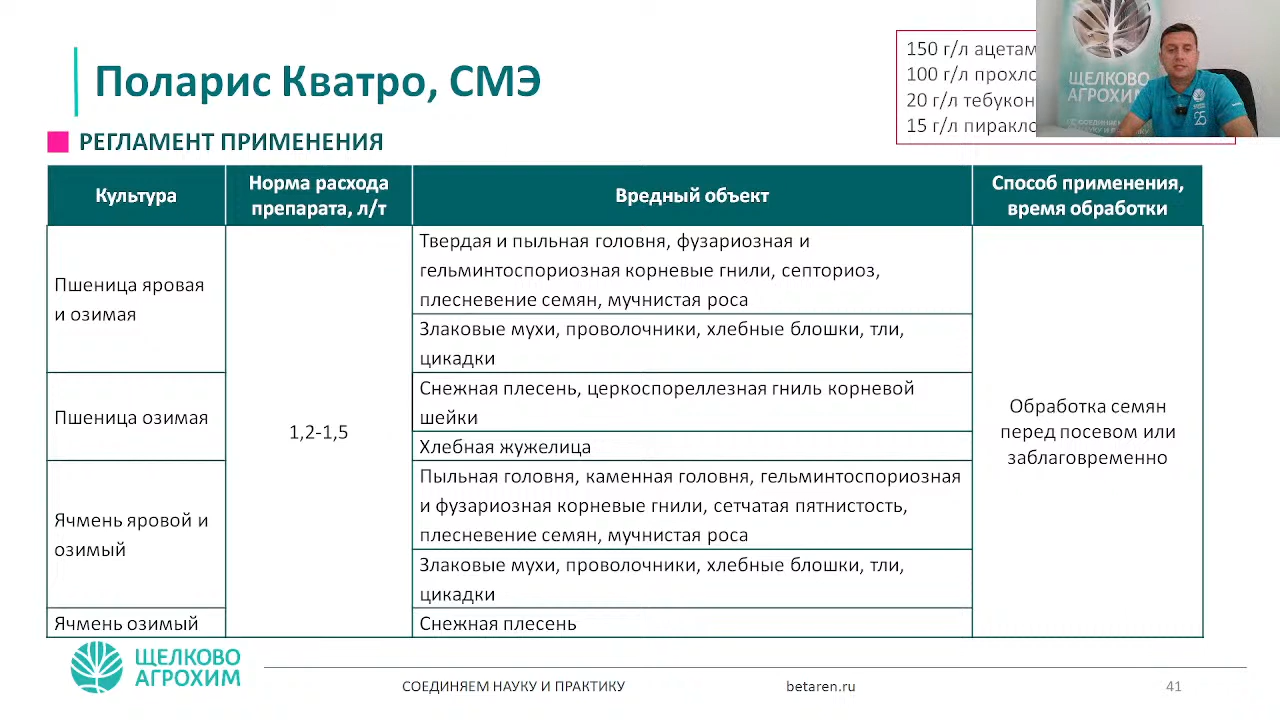 Поларис Кватро, СМЭ
150 г/л
100 г/л
20 г/л
15 г/л
ЩЕЛКОВО
АГРОХИМ
РЕГЛАМЕНТ ПРИМЕНЕНИЯ
Культура
Норма расхода
препарата, л/т
Вредный объект
Способ применения,
время обработки
Пшеница яровая
и озимая
1,2-1,5
Твердая и пыльная головня, фузариозная и
гельминтоспориозная корневые гнили, септориоз,
плесневение семян, мучнистая роса
Злаковые мухи, проволочники, хлебные блошки, тли,
цикадки
Обработка семян
перед посевом или
заблаговременно
Пшеница озимая
Снежная плесень, церкоспореллезная гниль корневой
шейки
Хлебная жужелица
Ячмень яровой и
озимый
Пыльная головня, каменная головня, гельминтоспориозная
и фузариозная корневые гнили, сетчатая пятнистость,
плесневение семян, мучнистая роса
Злаковые мухи, проволочники, хлебные блошки, тли,
цикадки
Ячмень озимый
Снежная плесень
ЩЕЛКОВО
АГРОХИМ
СОЕДИНЯЕМ НАУКУ И ПРАКТИКУ
betaren.ru
41